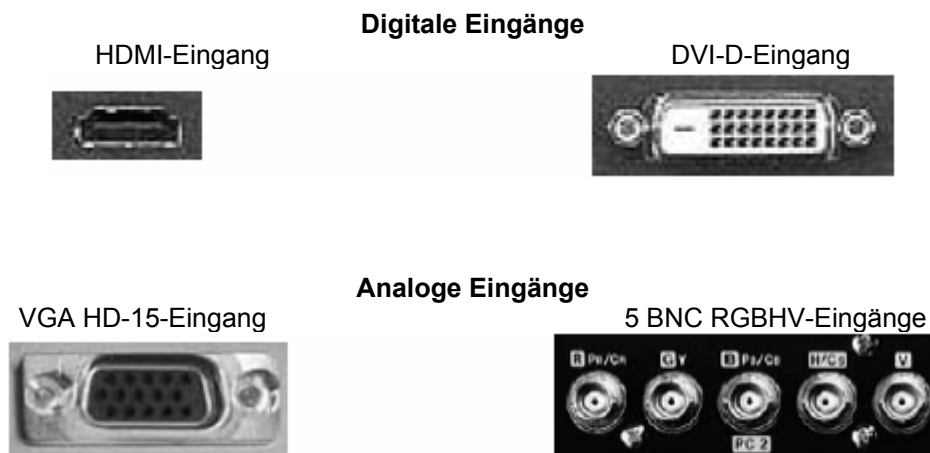 Digitale Eingänge
HDMI-Eingang DVI-D-Eingang
Analoge Eingänge
VGA HD-15-Eingang 5 BNC RGBHV-Eingänge
R PR/CR G Y B PB/CB H/CS V
PC 2